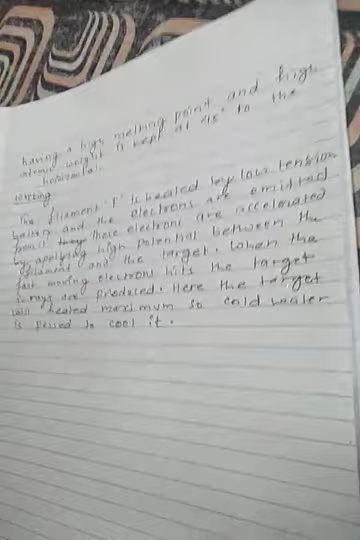 having a high melting point and high
atomic weight is kept at 45° to the
horizontal.
Working
The filament 'F' is heated by low tension
battery and the electrons are emitted
from it. These electrons are accelerated
by applying high potential between the
filament and the target. When the
fast moving electrons hits the target
x-rays are produced. Here the target
will heated maximum so cold water
is passed to cool it.